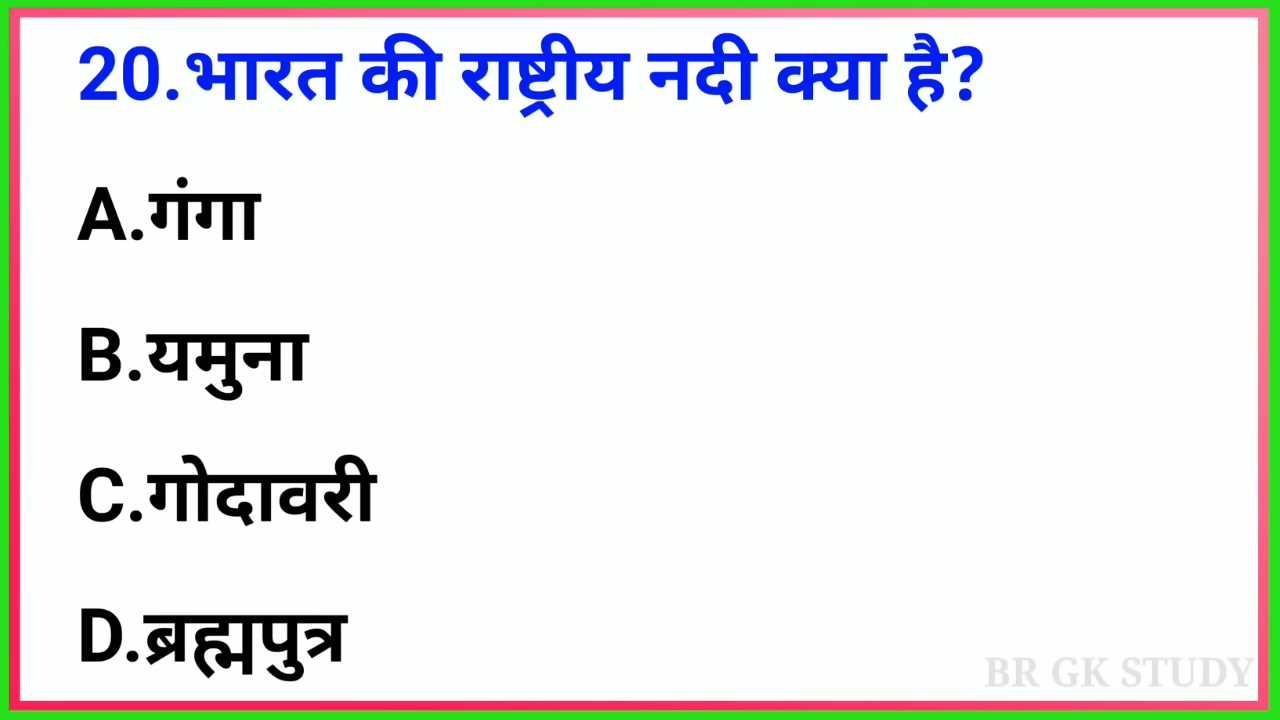 20.भारत की राष्ट्रीय नदी क्या है?
A.गंगा
B.यमुना
C.गोदावरी
D.ब्रह्मपुत्र
BR GK STUDY